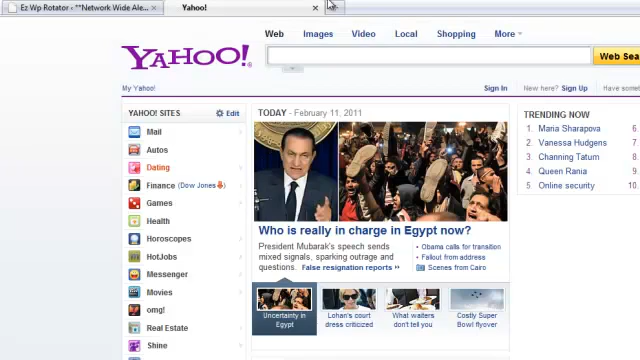 Ez Wp Rotator ‹ **Network Wide Ale...
Yahoo!
Web Images Video Local Shopping More
YAHOO!
Web Sea
My Yahoo!
Sign In New here? Sign Up Have some
YAHOO! SITES Edit
Mail
Autos
Dating
Finance (Dow Jones)
Games
Health
Horoscopes
HotJobs
Messenger
Movies
omg!
Real Estate
Shine
TODAY - February 11, 2011
Who is really in charge in Egypt now?
President Mubarak's speech sends
mixed signals, sparking outrage and
questions. False resignation reports »
• Obama calls for transition
• Fallout from address
Scenes from Cairo
Uncertainty in
Egypt
Lohan's court
dress criticized
What waiters
don't tell you
Costly Super
Bowl flyover
TRENDING NOW
1. Maria Sharapova
2. Vanessa Hudgens
3. Channing Tatum
4. Queen Rania
5. Online security
6.
7.
8.
9.
10.